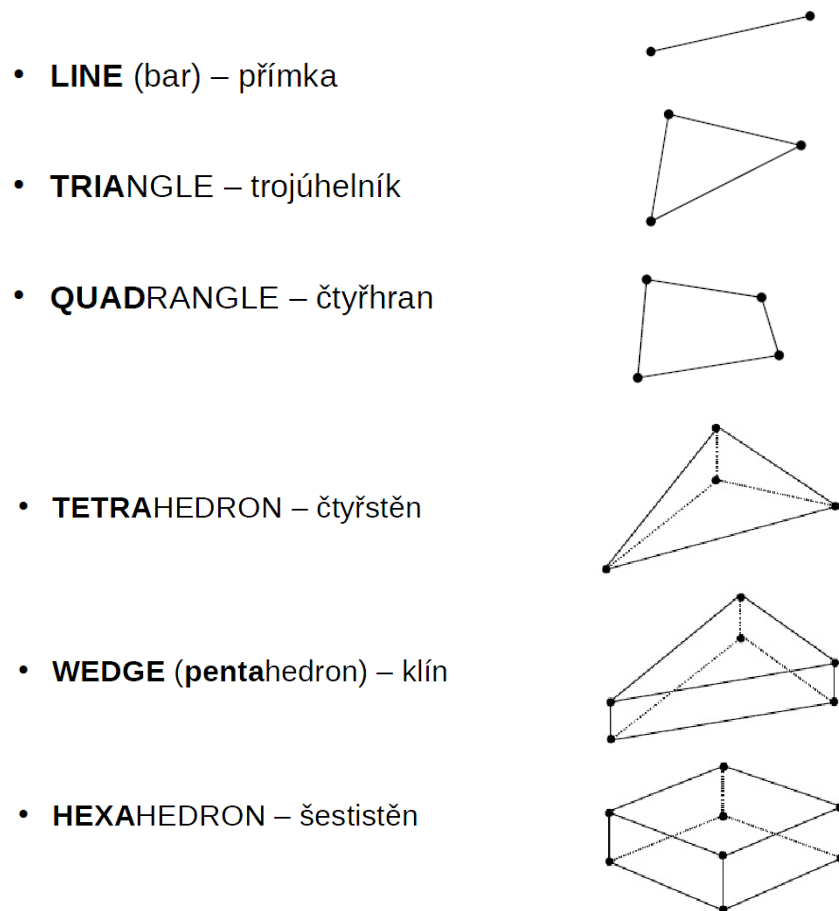 • LINE (bar) – přímka
• TRIANGLE – trojúhelník
• QUADRANGLE – čtyřhran
• TETRAHEDRON – čtyřstěn
• WEDGE (pentahedron) – klín
• HEXAHEDRON – šestistěn